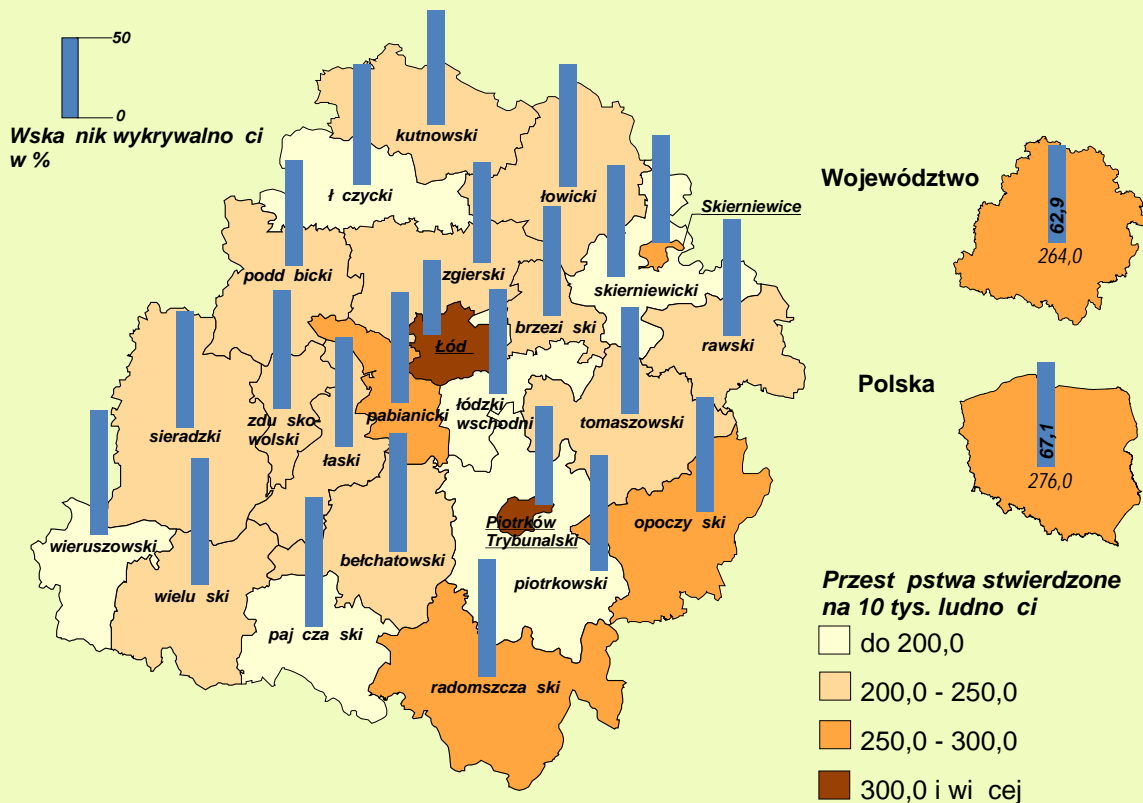 50
0
Wska nik wykrywalno ci
w %
kutnowski
ł czycki
łowicki
Skierniewice
podd bicki
zgierski
skierniewicki
brzezi ski
rawski
Łód
sieradzki
zdu sko-
wolski
pabianicki
łódzki
wschodni
tomaszowski
łaski
wieruszowski
wielu ski
bełchatowski
Piotrków
Trybunalski
opoczy ski
piotrkowski
paj cza ski
radomszcza ski
Województwo
62,9
264,0
Polska
67,1
276,0
Przest pstwa stwierdzone
na 10 tys. ludno ci
do 200,0
200,0 - 250,0
250,0 - 300,0
300,0 i wi cej